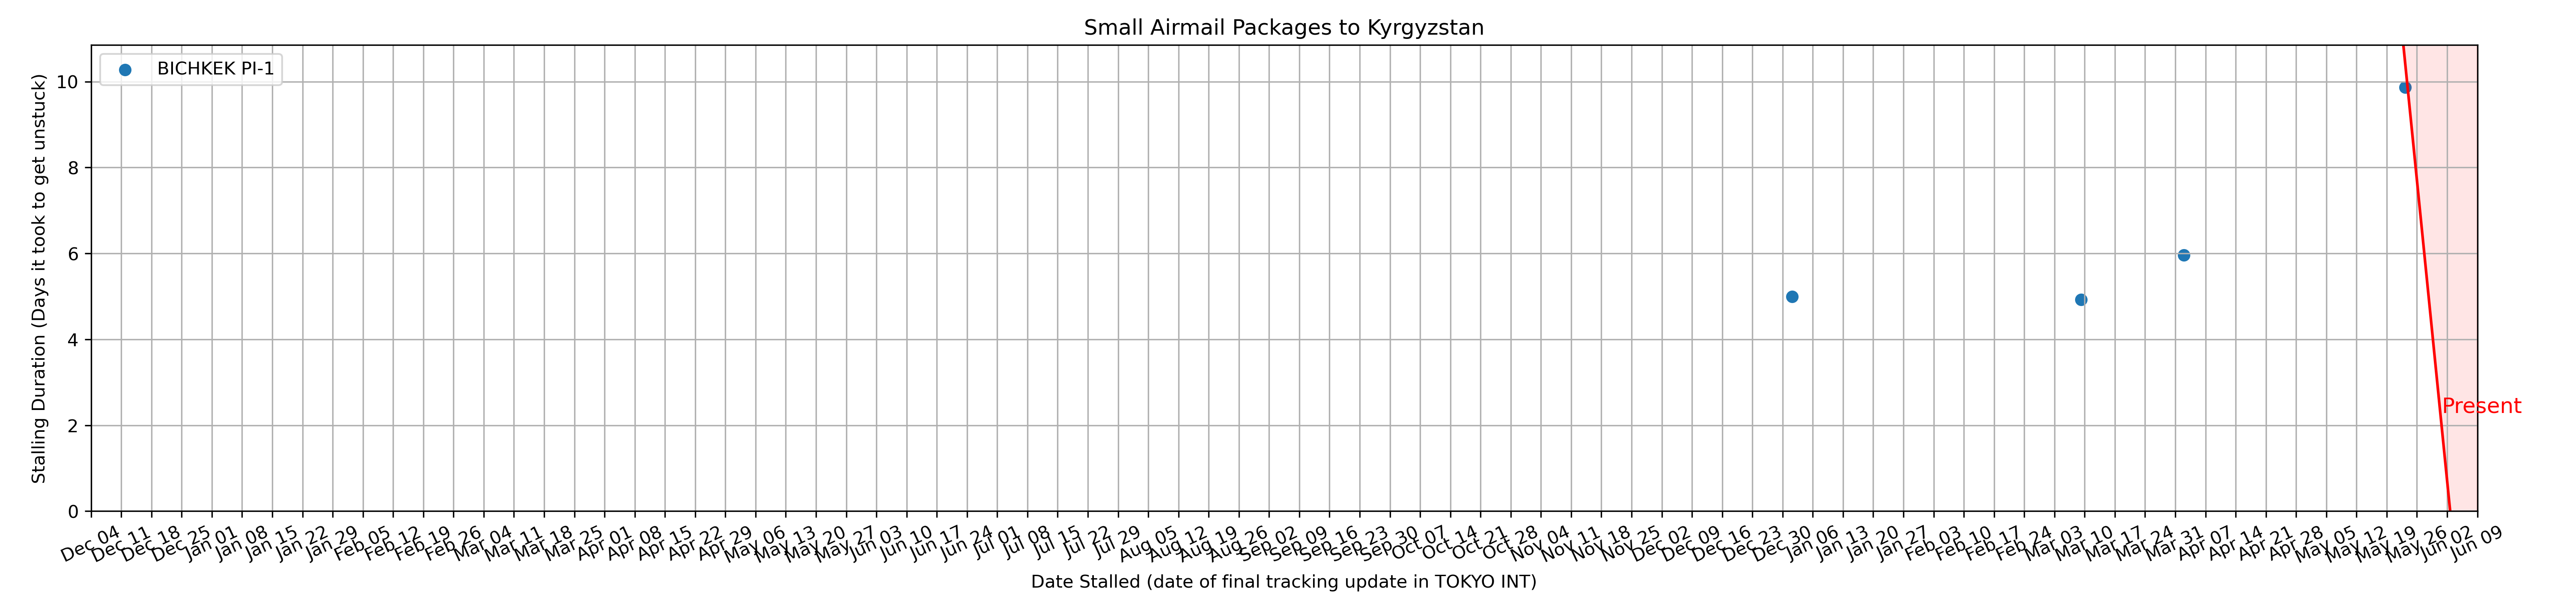 Small Airmail Packages to Kyrgyzstan
BICHKEK PI-1
Stalling Duration (Days it took to get unstuck)
10
8
6
4
2
0
Present
Dec 04
Dec 11
Dec 18
Dec 25
Jan 01
Jan 08
Jan 15
Jan 22
Jan 29
Feb 05
Feb 12
Feb 19
Feb 26
Mar 04
Mar 11
Mar 18
Mar 25
Apr 01
Apr 08
Apr 15
Apr 22
Apr 29
May 06
May 13
May 20
May 27
Jun 03
Jun 10
Jun 17
Jun 24
Jul 01
Jul 08
Jul 15
Jul 22
Jul 29
Aug 05
Aug 12
Aug 19
Aug 26
Sep 02
Sep 09
Sep 16
Sep 23
Sep 30
Oct 07
Oct 14
Oct 21
Oct 28
Nov 04
Nov 11
Nov 18
Nov 25
Dec 02
Dec 09
Dec 16
Dec 23
Dec 30
Jan 06
Jan 13
Jan 20
Jan 27
Feb 03
Feb 10
Feb 17
Feb 24
Mar 03
Mar 10
Mar 17
Mar 24
Mar 31
Apr 07
Apr 14
Apr 21
Apr 28
May 05
May 12
May 19
May 26
Jun 02
Jun 09
Date Stalled (date of final tracking update in TOKYO INT)